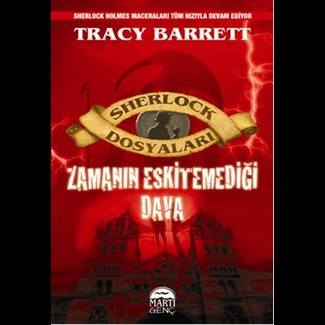 SHERLOCK HOLMES MACERALARI TÜM HIZIYLA DEVAM EDİYOR
TRACY BARRETT
SHERLOCK
DOSYALARI
ZAMANIN ESKİTEMEDİĞİ
DAVA
MARTI
GENÇ